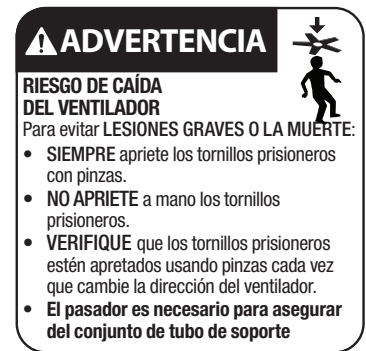 ADVERTENCIA
RIESGO DE CAÍDA
DEL VENTILADOR
Para evitar LESIONES GRAVES O LA MUERTE:
• SIEMPRE apriete los tornillos prisioneros
con pinzas.
• NO APRIETE a mano los tornillos
prisioneros.
• VERIFIQUE que los tornillos prisioneros
estén apretados usando pinzas cada vez
que cambie la dirección del ventilador.
• El pasador es necesario para asegurar
del conjunto de tubo de soporte